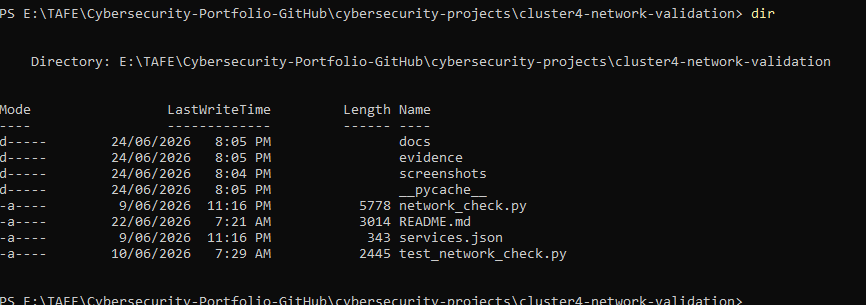 PS E:\TAFE\Cybersecurity-Portfolio-GitHub\cybersecurity-projects\cluster4-network-validation> dir
Directory: E:\TAFE\Cybersecurity-Portfolio-GitHub\cybersecurity-projects\cluster4-network-validation
Mode LastWriteTime Length Name
---- ------------- ------ ----
d----- 24/06/2026 8:05 PM docs
d----- 24/06/2026 8:05 PM evidence
d----- 24/06/2026 8:04 PM screenshots
d----- 24/06/2026 8:05 PM __pycache__
-a---- 9/06/2026 11:16 PM 5778 network_check.py
-a---- 22/06/2026 7:21 AM 3014 README.md
-a---- 9/06/2026 11:16 PM 343 services.json
-a---- 10/06/2026 7:29 AM 2445 test_network_check.py
PS E:\TAFE\Cybersecurity-Portfolio-GitHub\cybersecurity-projects\cluster4-network-validation>